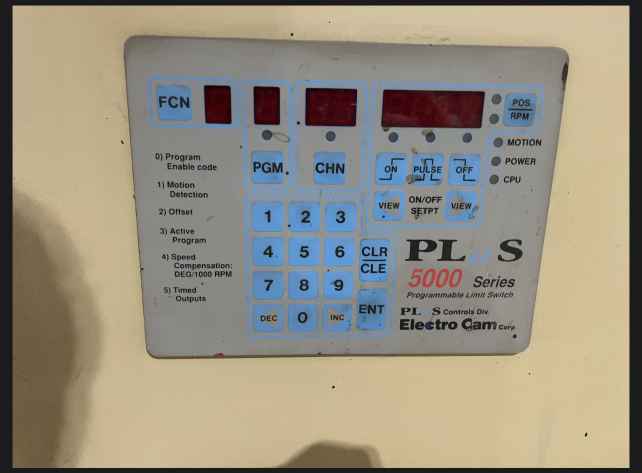 FCN
POS
RPM
MOTION
POWER
CPU
PGM
CHN
ON
PULSE
OFF
VIEW
ON/OFF
SETPT
VIEW
0) Program
Enable code
1) Motion
Detection
2) Offset
3) Active
Program
4) Speed
Compensation:
DEG/1000 RPM
5) Timed
Outputs
1 2 3
4 5 6
7 8 9
DEC 0 INC
CLR
CLE
ENT
PL S
5000 Series
Programmable Limit Switch
PL S Controls Div.
Electro Cam Corp.